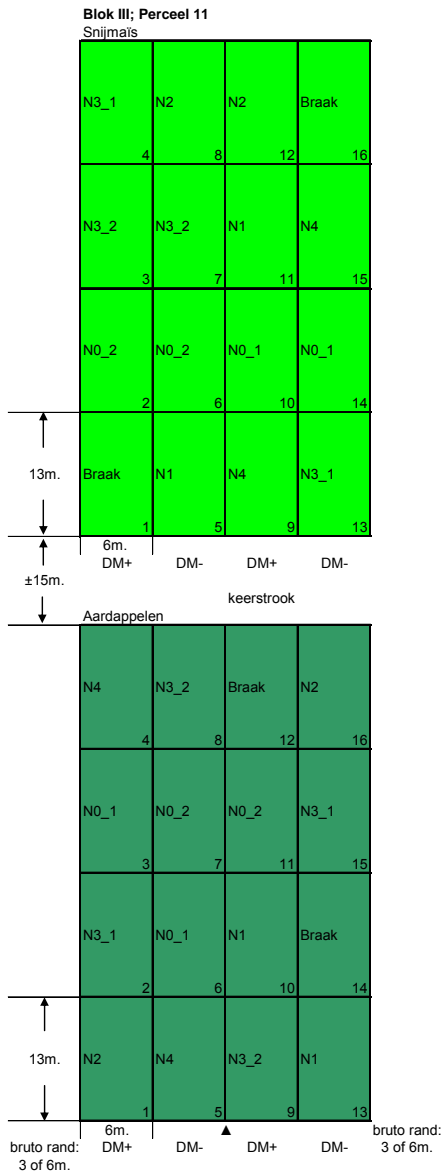 Blok III; Perceel 11
Snijmaïs
N3_1 N2 N2 Braak
4 8 12 16
N3_2 N3_2 N1 N4
3 7 11 15
N0_2 N0_2 N0_1 N0_1
2 6 10 14
13m. Braak N1 N4 N3_1
1 5 9 13
6m.
DM+ DM- DM+ DM-
±15m.
keerstrook
Aardappelen
N4 N3_2 Braak N2
4 8 12 16
N0_1 N0_2 N0_2 N3_1
3 7 11 15
N3_1 N0_1 N1 Braak
2 6 10 14
13m. N2 N4 N3_2 N1
1 5 9 13
6m.
bruto rand: DM+ DM- DM+ DM- bruto rand:
3 of 6m. 3 of 6m.